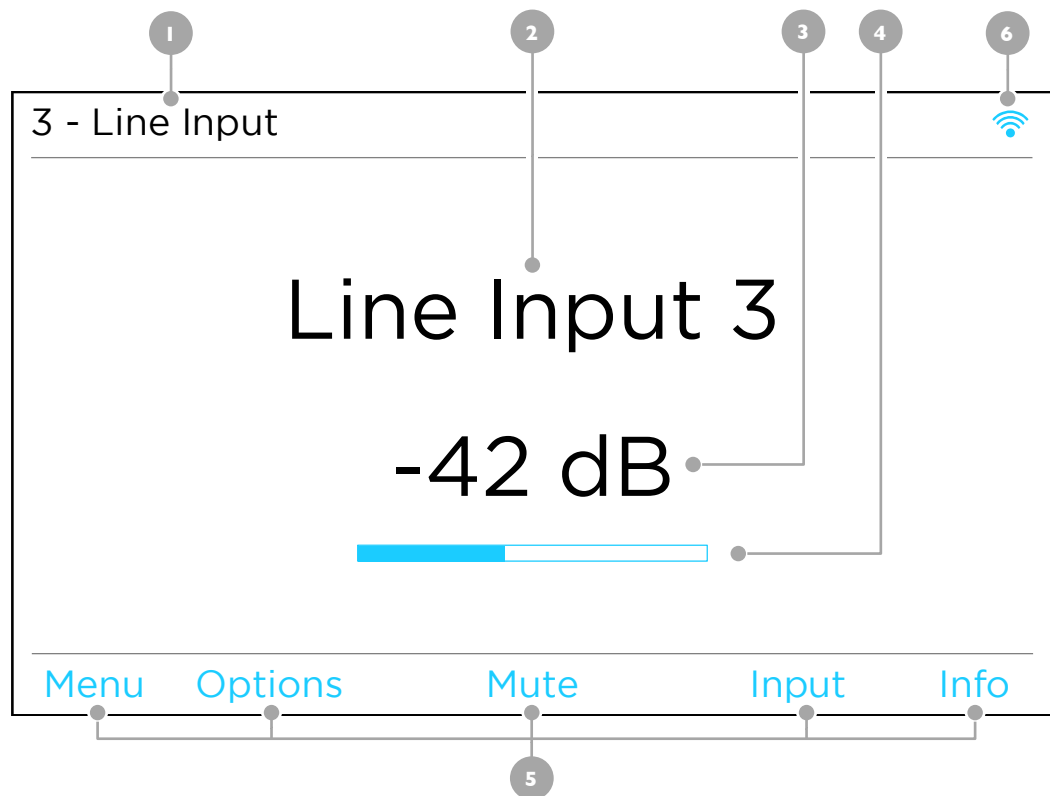 1 2 3 4 6
3 - Line Input
Line Input 3
-42 dB
Menu Options Mute Input Info
5